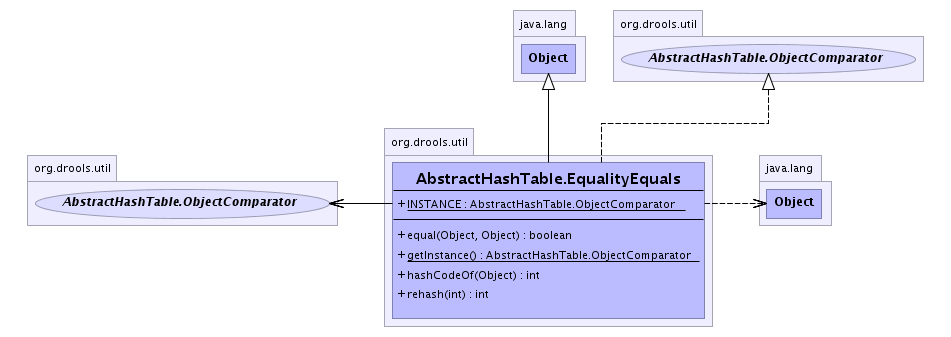 java.lang
Object
org.drools.util
AbstractHashTable.ObjectComparator
org.drools.util
AbstractHashTable.ObjectComparator
org.drools.util
AbstractHashTable.EqualityEquals
+ INSTANCE : AbstractHashTable.ObjectComparator
+ equal(Object, Object) : boolean
+ getInstance() : AbstractHashTable.ObjectComparator
+ hashCodeOf(Object) : int
+ rehash(int) : int
java.lang
Object